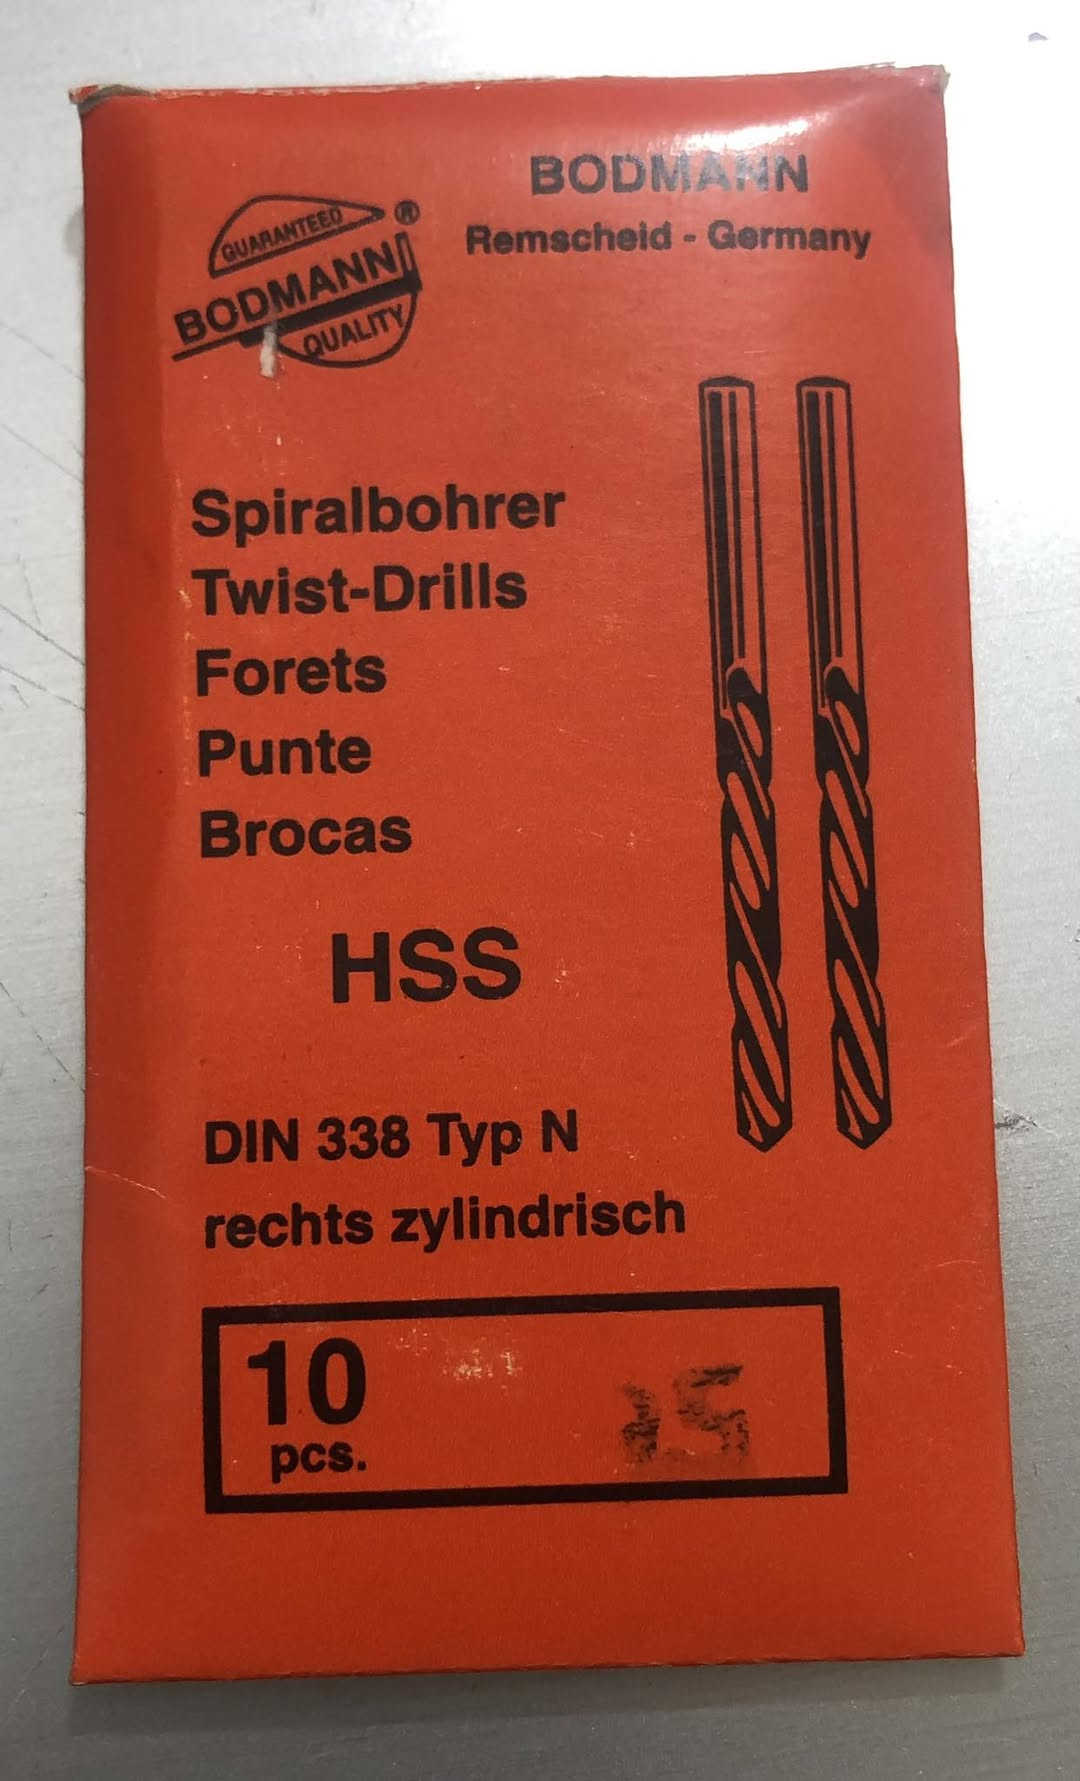 BODMANN
Remscheid - Germany
GUARANTEED
®
BODMANN
QUALITY
Spiralbohrer
Twist-Drills
Forets
Punte
Brocas
HSS
DIN 338 Typ N
rechts zylindrisch
10
pcs.